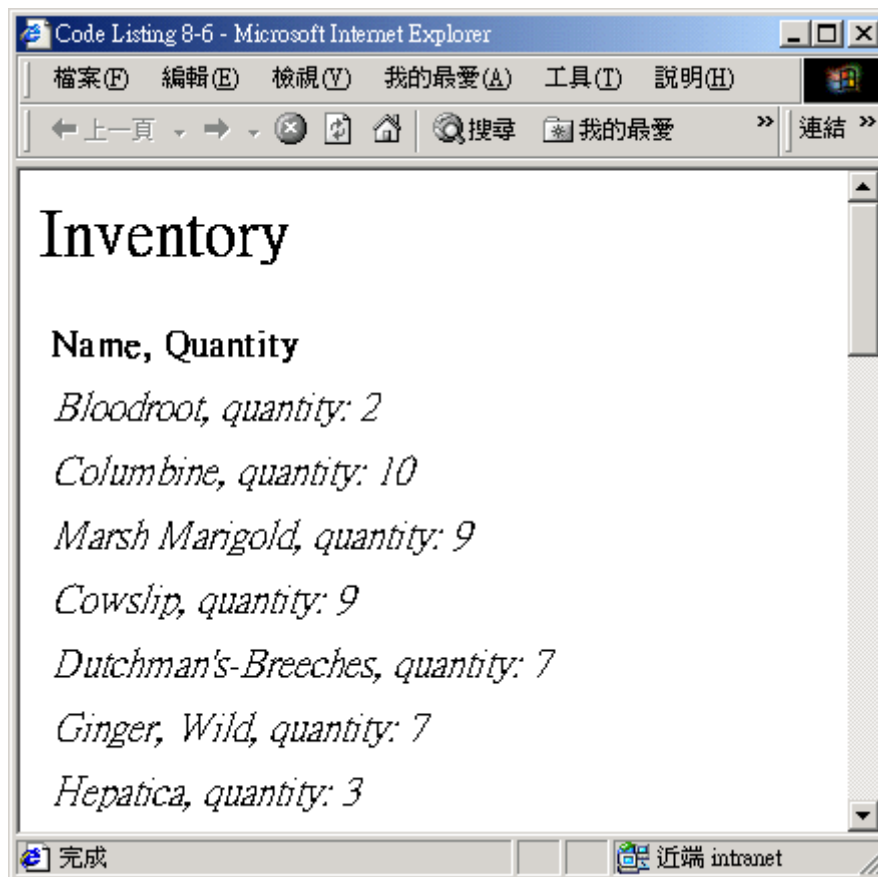 Code Listing 8-6 - Microsoft Internet Explorer
檔案(F) 編輯(E) 檢視(V) 我的最愛(A) 工具(T) 說明(H)
上一頁 搜尋 我的最愛 » 連結 »
Inventory
Name, Quantity
Bloodroot, quantity: 2
Columbine, quantity: 10
Marsh Marigold, quantity: 9
Cowslip, quantity: 9
Dutchman's-Breeches, quantity: 7
Ginger, Wild, quantity: 7
Hepatica, quantity: 3
完成 近端 intranet